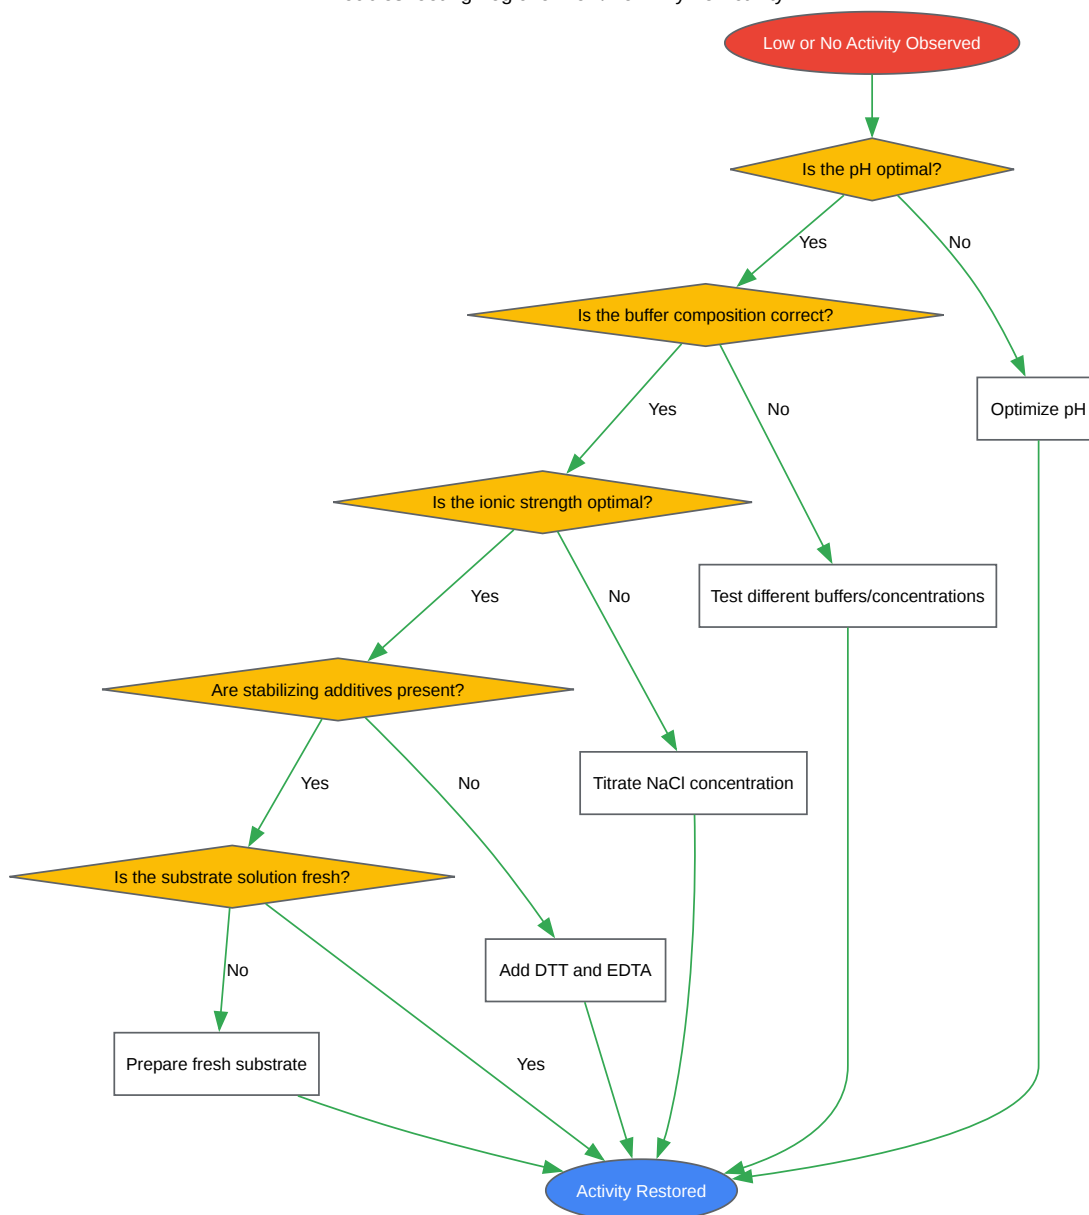 Low or No Activity Observed
Is the pH optimal?
Yes
No
Is the buffer composition correct?
Yes
No
Optimize pH
Is the ionic strength optimal?
Yes
No
Test different buffers/concentrations
Are stabilizing additives present?
Yes
No
Titrate NaCl concentration
Is the substrate solution fresh?
No
Add DTT and EDTA
Yes
Prepare fresh substrate
Activity Restored